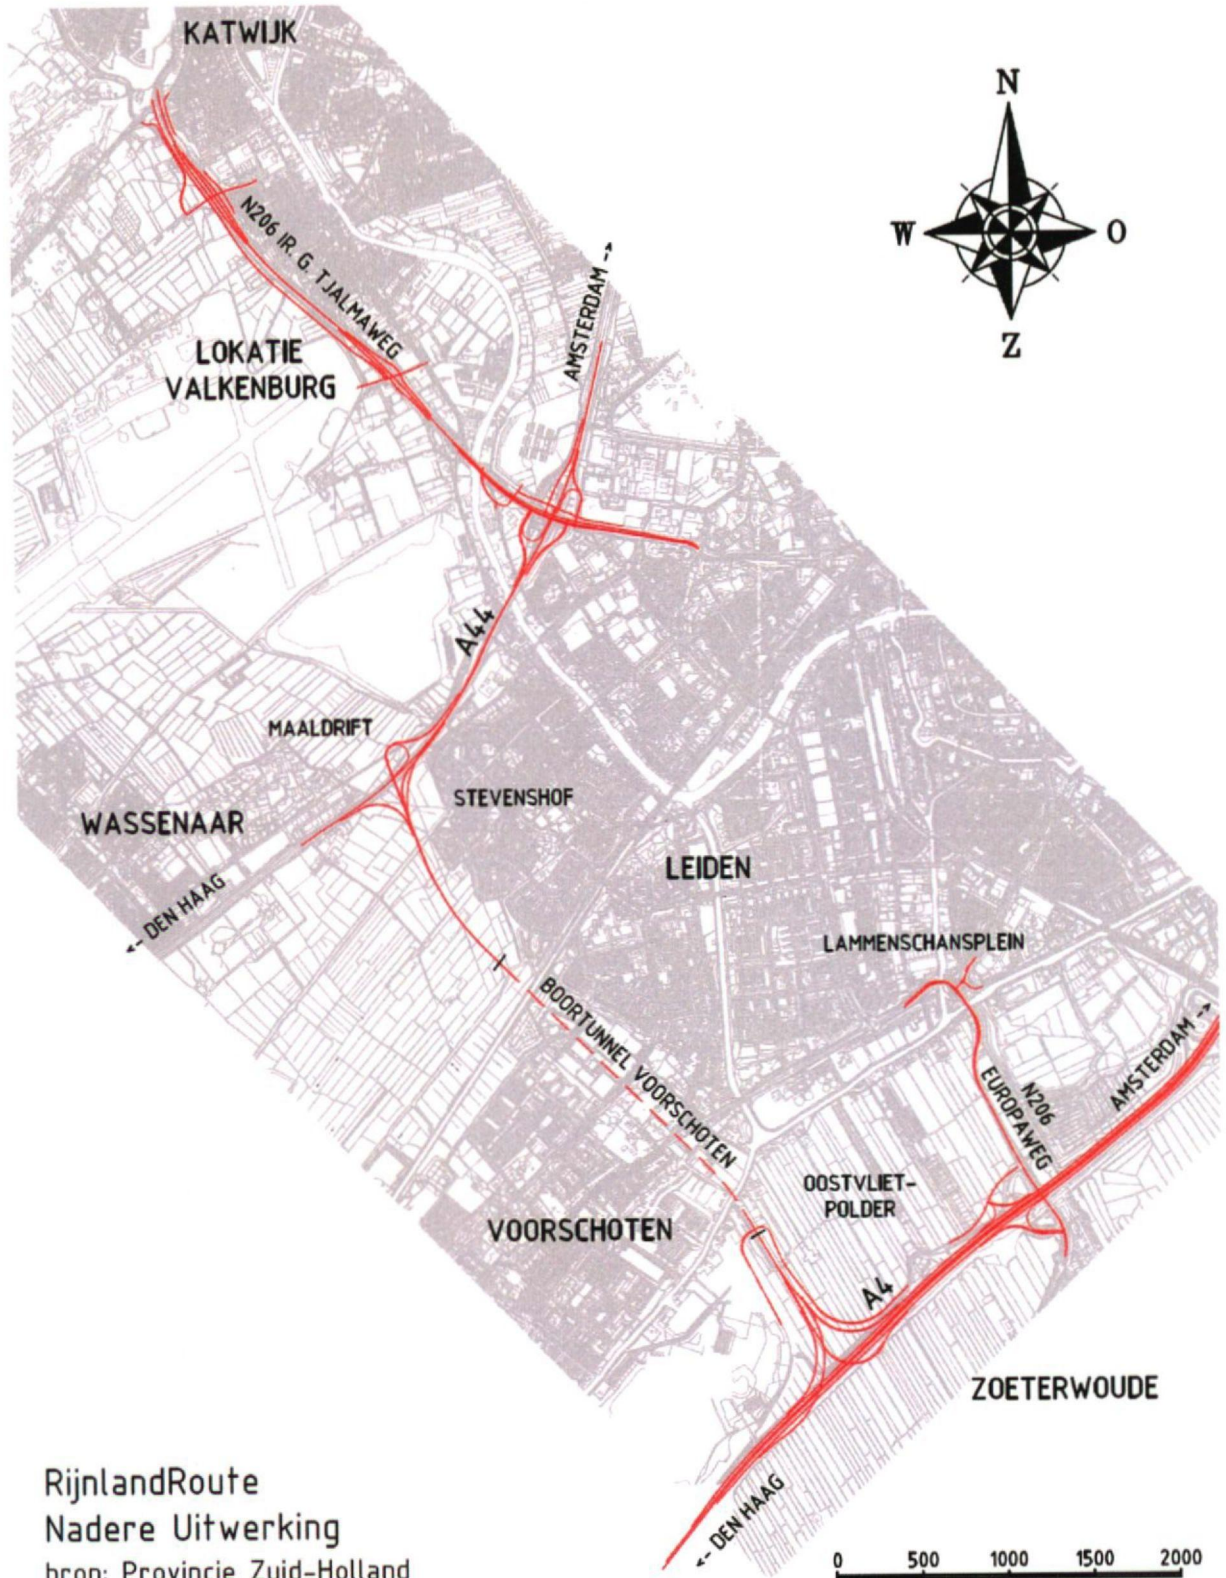 KATWIJK
N
W
O
Z
N206 IR. G. TJALMAWEG
AMSTERDAM -->
LOKATIE
VALKENBURG
A44
MAALDRIFT
STEVENSHOF
WASSENAAR
<-- DEN HAAG
LEIDEN
LAMMENSCHANSPLEIN
BOORTUNNEL VOORSCHOTEN
N206
EUROPAWEG
AMSTERDAM -->
OOSTVLIET-
POLDER
VOORSCHOTEN
A4
ZOETERWOUDE
<-- DEN HAAG
RijnlandRoute
Nadere Uitwerking
bron: Provincie Zuid-Holland
0 500 1000 1500 2000